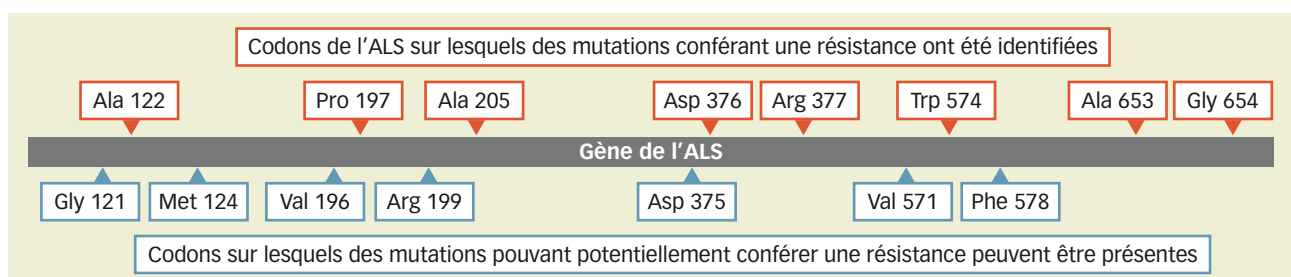 Codons de l'ALS sur lesquels des mutations conférant une résistance ont été identifiées
Ala 122 Pro 197 Ala 205 Asp 376 Arg 377 Trp 574 Ala 653 Gly 654
Gène de l'ALS
Gly 121 Met 124 Val 196 Arg 199 Asp 375 Val 571 Phe 578
Codons sur lesquels des mutations pouvant potentiellement conférer une résistance peuvent être présentes